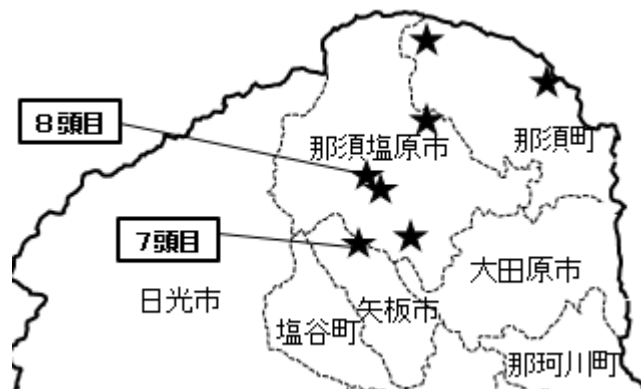 8頭目
那須塩原市
那須町
7頭目
大田原市
日光市
矢板市
塩谷町
那珂川町